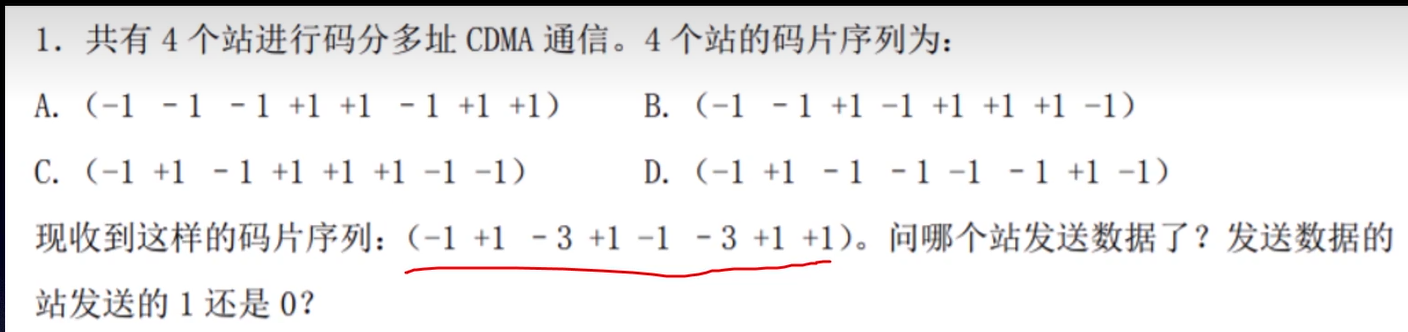 1. 共有 4 个站进行码分多址 CDMA 通信。4 个站的码片序列为：
A. (-1 -1 -1 +1 +1 -1 +1 +1) B. (-1 -1 +1 -1 +1 +1 +1 -1)
C. (-1 +1 -1 +1 +1 +1 -1 -1) D. (-1 +1 -1 -1 -1 -1 +1 -1)
现收到这样的码片序列：(-1 +1 -3 +1 -1 -3 +1 +1)。问哪个站发送数据了？发送数据的
站发送的 1 还是 0？